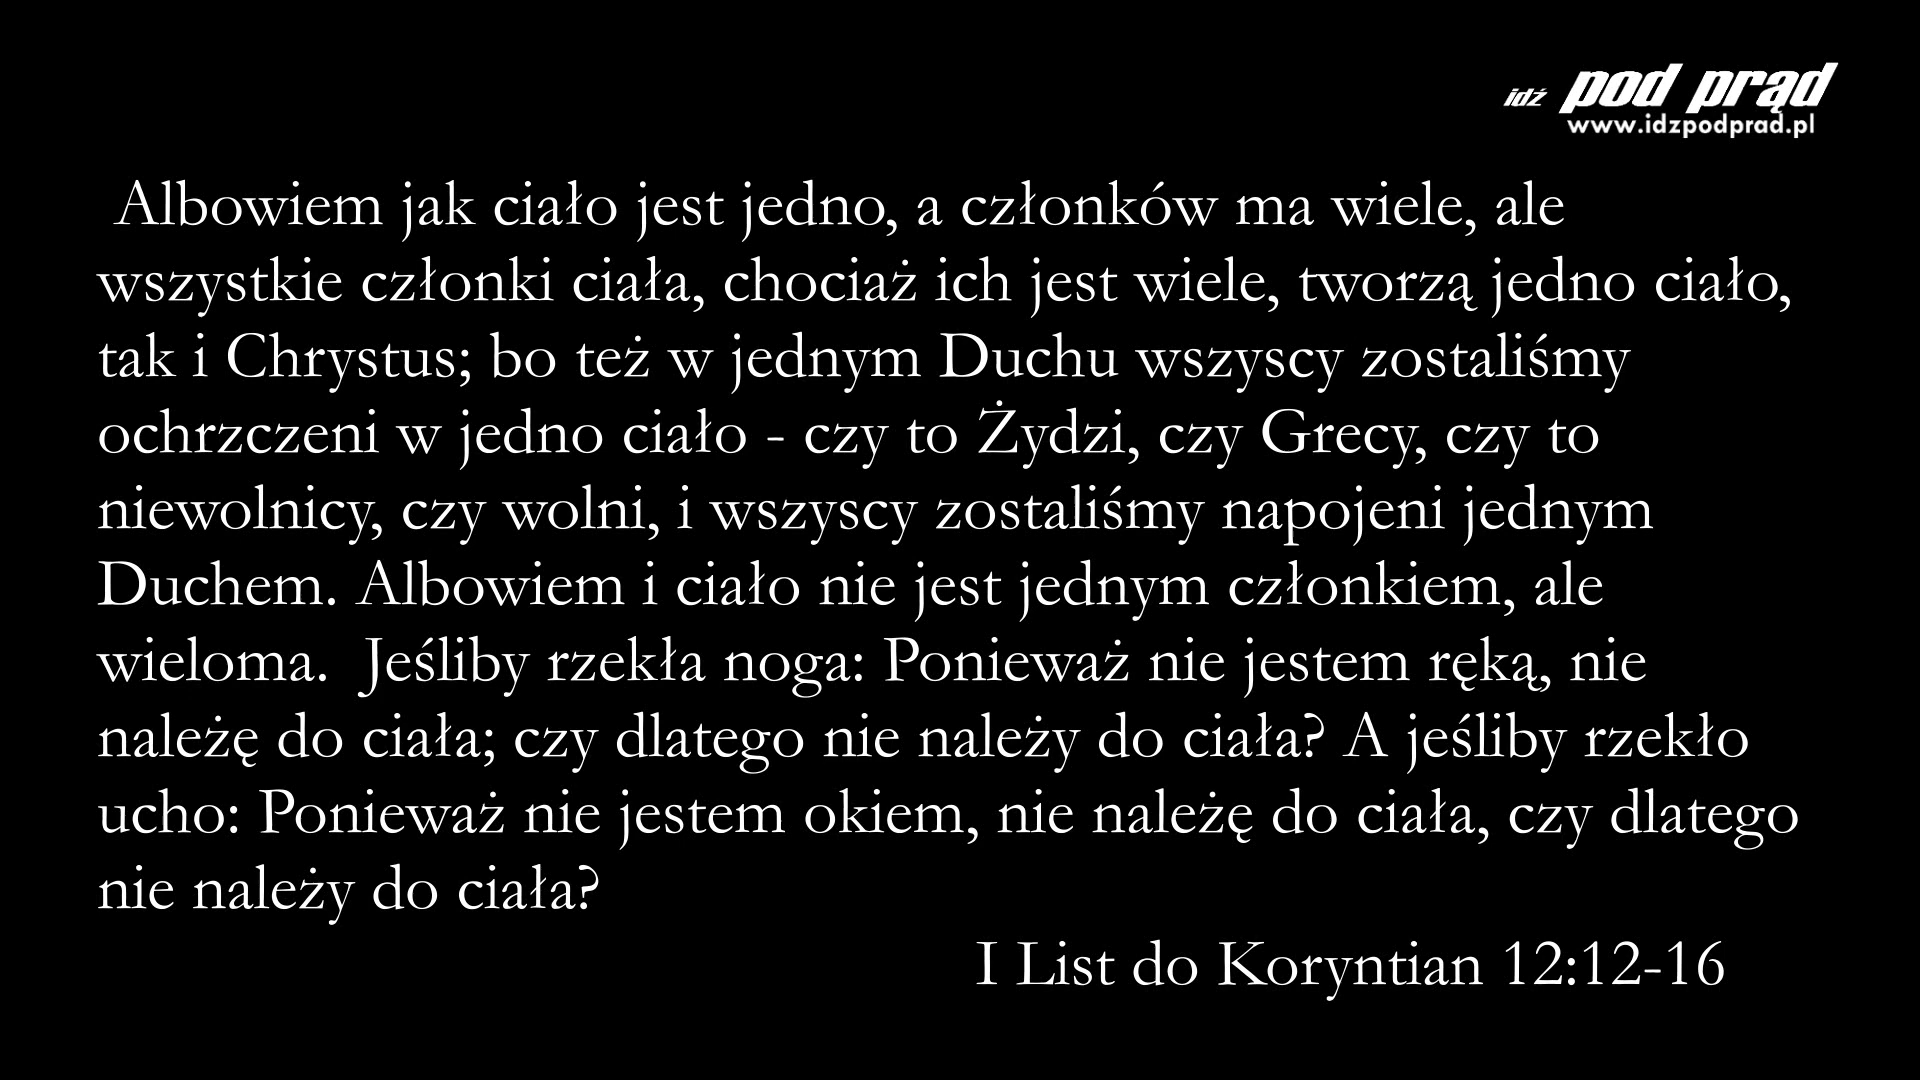 idź pod prąd
www.idzpodprad.pl
Albowiem jak ciało jest jedno, a członków ma wiele, ale
wszystkie członki ciała, chociaż ich jest wiele, tworzą jedno ciało,
tak i Chrystus; bo też w jednym Duchu wszyscy zostaliśmy
ochrzczeni w jedno ciało - czy to Żydzi, czy Grecy, czy to
niewolnicy, czy wolni, i wszyscy zostaliśmy napojeni jednym
Duchem. Albowiem i ciało nie jest jednym członkiem, ale
wieloma. Jeśliby rzekła noga: Ponieważ nie jestem ręką, nie
należę do ciała; czy dlatego nie należy do ciała? A jeśliby rzekło
ucho: Ponieważ nie jestem okiem, nie należę do ciała, czy dlatego
nie należy do ciała?
I List do Koryntian 12:12-16